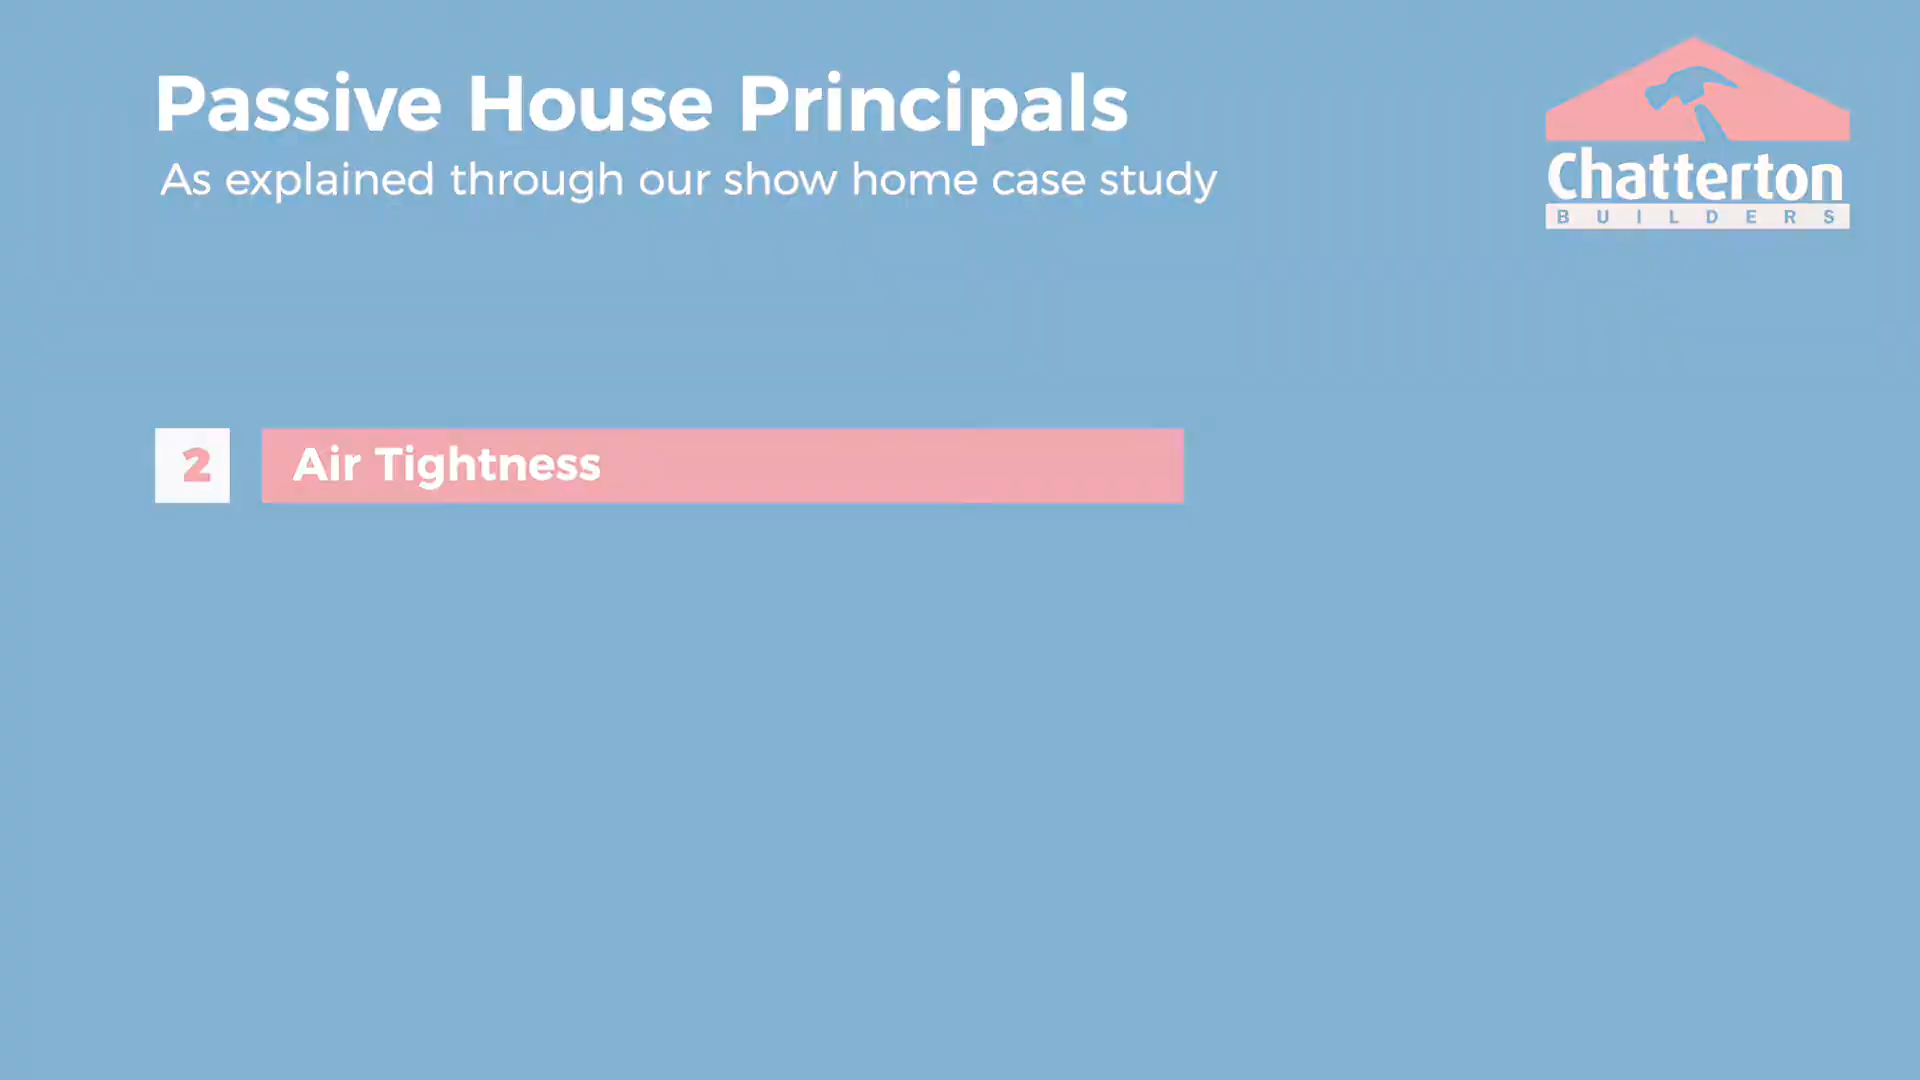 Passive House Principals
As explained through our show home case study
Chatterton
BUILDERS
2 Air Tightness